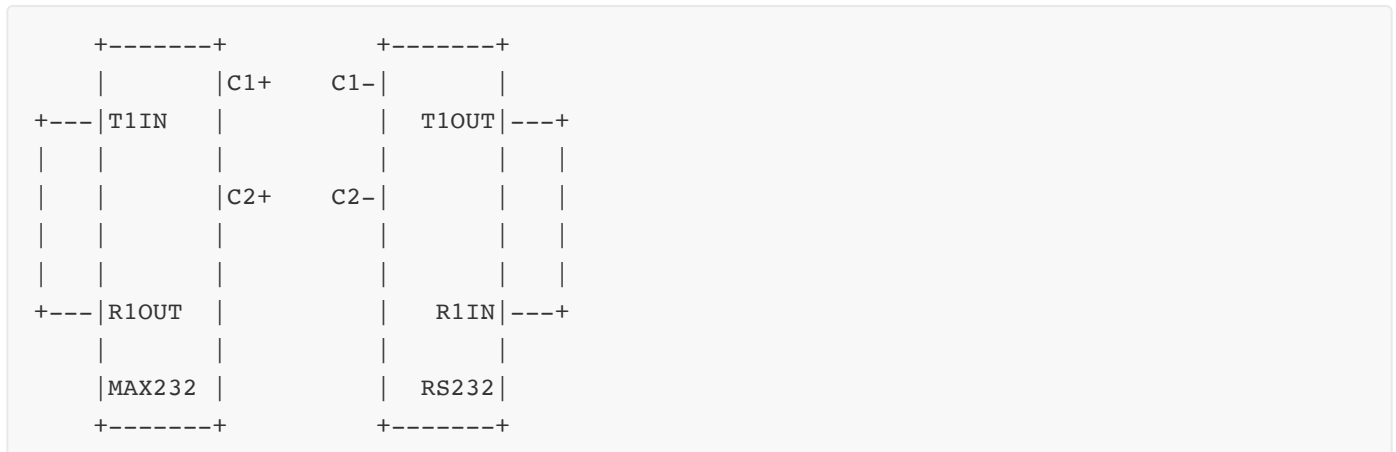 +-------+          +-------+
    |       |C1+    C1-|       |
+---|T1IN   |          |  T1OUT|---+
|   |       |          |       |   |
|   |       |C2+    C2-|       |   |
|   |       |          |       |   |
|   |       |          |       |   |
+---|R1OUT  |          |   R1IN|---+
    |       |          |       |
    |MAX232 |          |  RS232|
    +-------+          +-------+